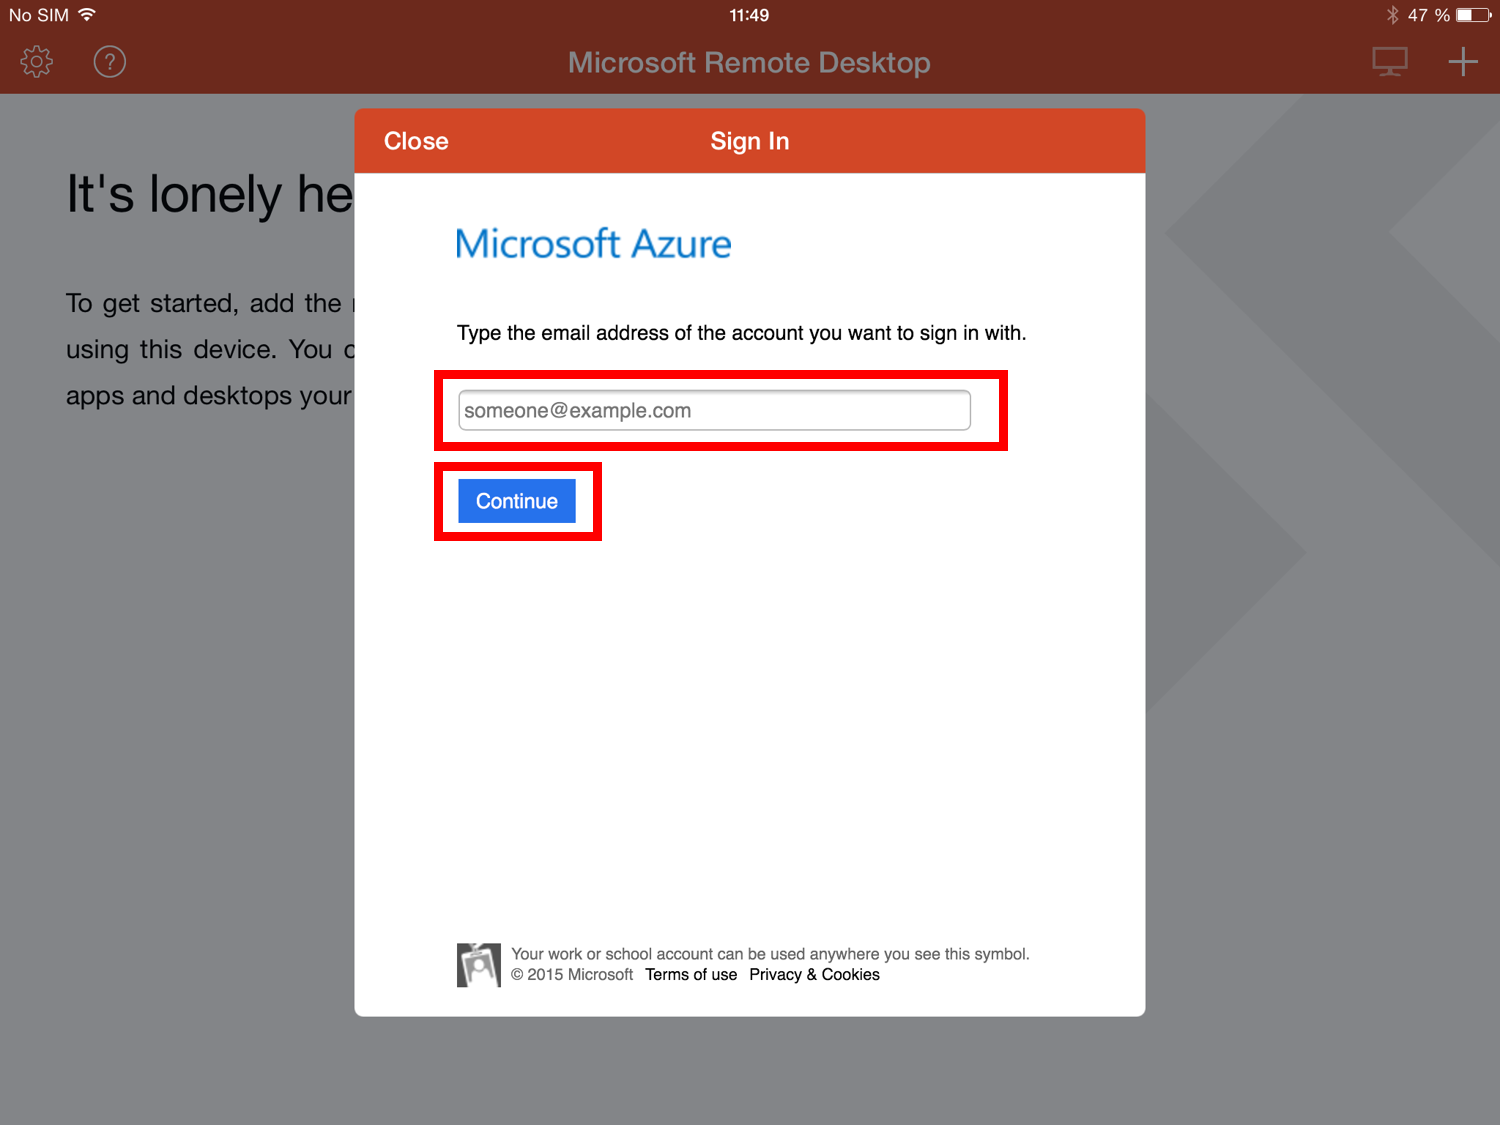 No SIM
11:49
47 %
?
Microsoft Remote Desktop
Close
Sign In
It's lonely he
Microsoft Azure
To get started, add the
using this device. You c
apps and desktops your
Type the email address of the account you want to sign in with.
someone@example.com
Continue
Your work or school account can be used anywhere you see this symbol.
© 2015 Microsoft Terms of use Privacy & Cookies